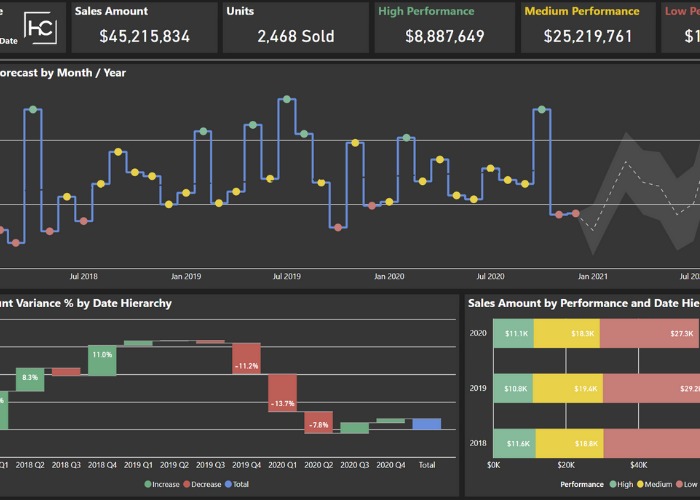 e
Date
HC
Sales Amount
$45,215,834
Units
2,468 Sold
High Performance
$8,887,649
Medium Performance
$25,219,761
Low Pe
$1
orecast by Month / Year
Jul 2018
Jan 2019
Jul 2019
Jan 2020
Jul 2020
Jan 2021
Jul 20
unt Variance % by Date Hierarchy
%
8.3%
11.0%
-11.2%
-13.7%
-7.8%
Q1
2018 Q2
2018 Q3
2018 Q4
2019 Q1
2019 Q2
2019 Q3
2019 Q4
2020 Q1
2020 Q2
2020 Q3
2020 Q4
Total
Increase
Decrease
Total
Sales Amount by Performance and Date Hie
2020
$11.1K
$18.3K
$27.3K
2019
$10.8K
$19.4K
$29.2
2018
$11.6K
$18.8K
$0K
$20K
$40K
Performance
High
Medium
Low